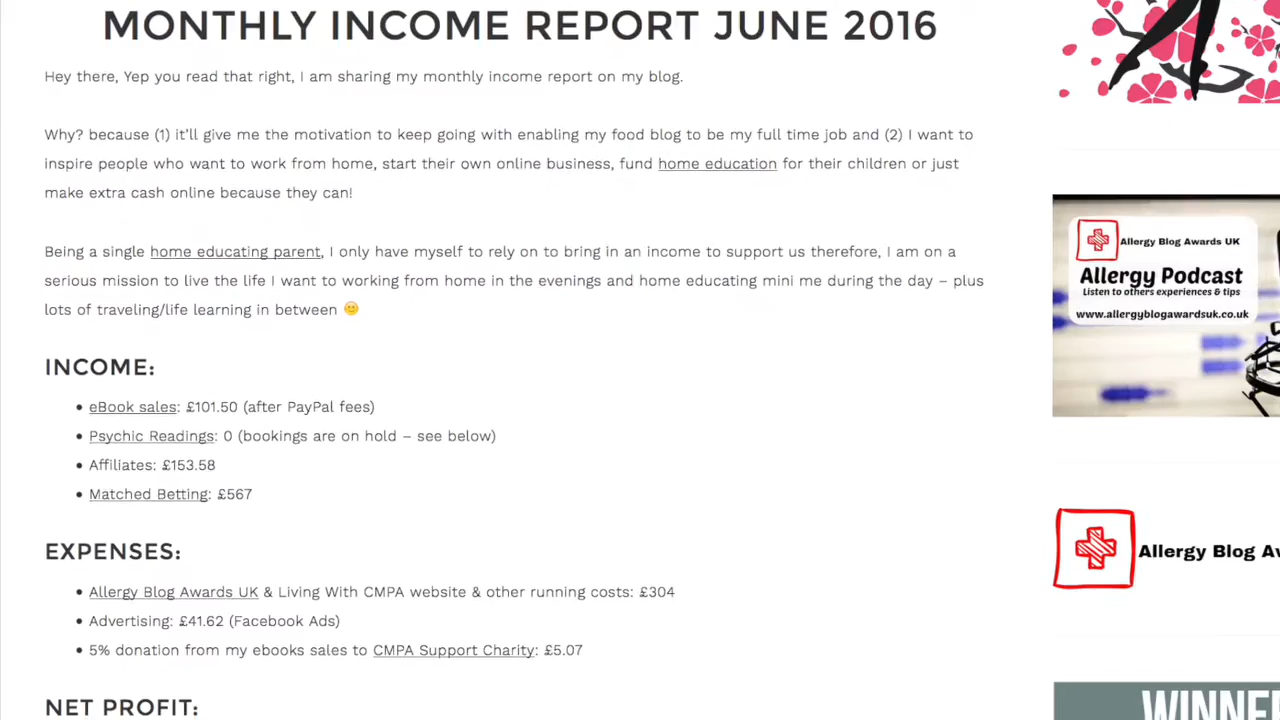 MONTHLY INCOME REPORT JUNE 2016
Hey there, Yep you read that right, I am sharing my monthly income report on my blog.
Why? because (1) it'll give me the motivation to keep going with enabling my food blog to be my full time job and (2) I want to
inspire people who want to work from home, start their own online business, fund home education for their children or just
make extra cash online because they can!
Being a single home educating parent, I only have myself to rely on to bring in an income to support us therefore, I am on a
serious mission to live the life I want to working from home in the evenings and home educating mini me during the day – plus
lots of traveling/life learning in between 🙂
INCOME:
• eBook sales: £101.50 (after PayPal fees)
• Psychic Readings: 0 (bookings are on hold – see below)
• Affiliates: £153.58
• Matched Betting: £567
EXPENSES:
• Allergy Blog Awards UK & Living With CMPA website & other running costs: £304
• Advertising: £41.62 (Facebook Ads)
• 5% donation from my ebooks sales to CMPA Support Charity: £5.07
NET PROFIT:
Allergy Blog Awards UK
Allergy Podcast
Listen to others experiences & tips
www.allergyblogawardsuk.co.uk
Allergy Blog
WINNE